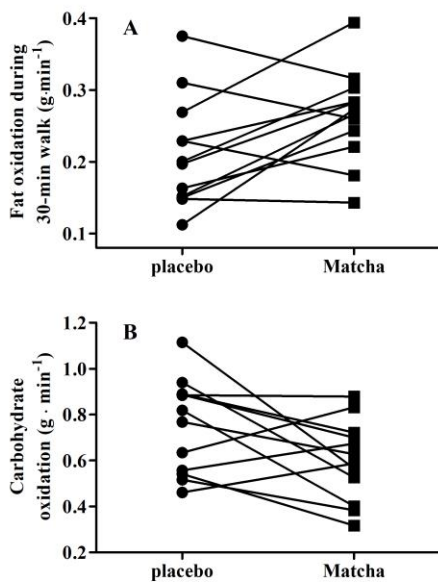 A
Fat oxidation during
30-min walk (g·min⁻¹)
0.4
0.3
0.2
0.1
placebo Matcha
B
Carbohydrate
oxidation (g · min⁻¹)
1.2
1.0
0.8
0.6
0.4
0.2
placebo Matcha